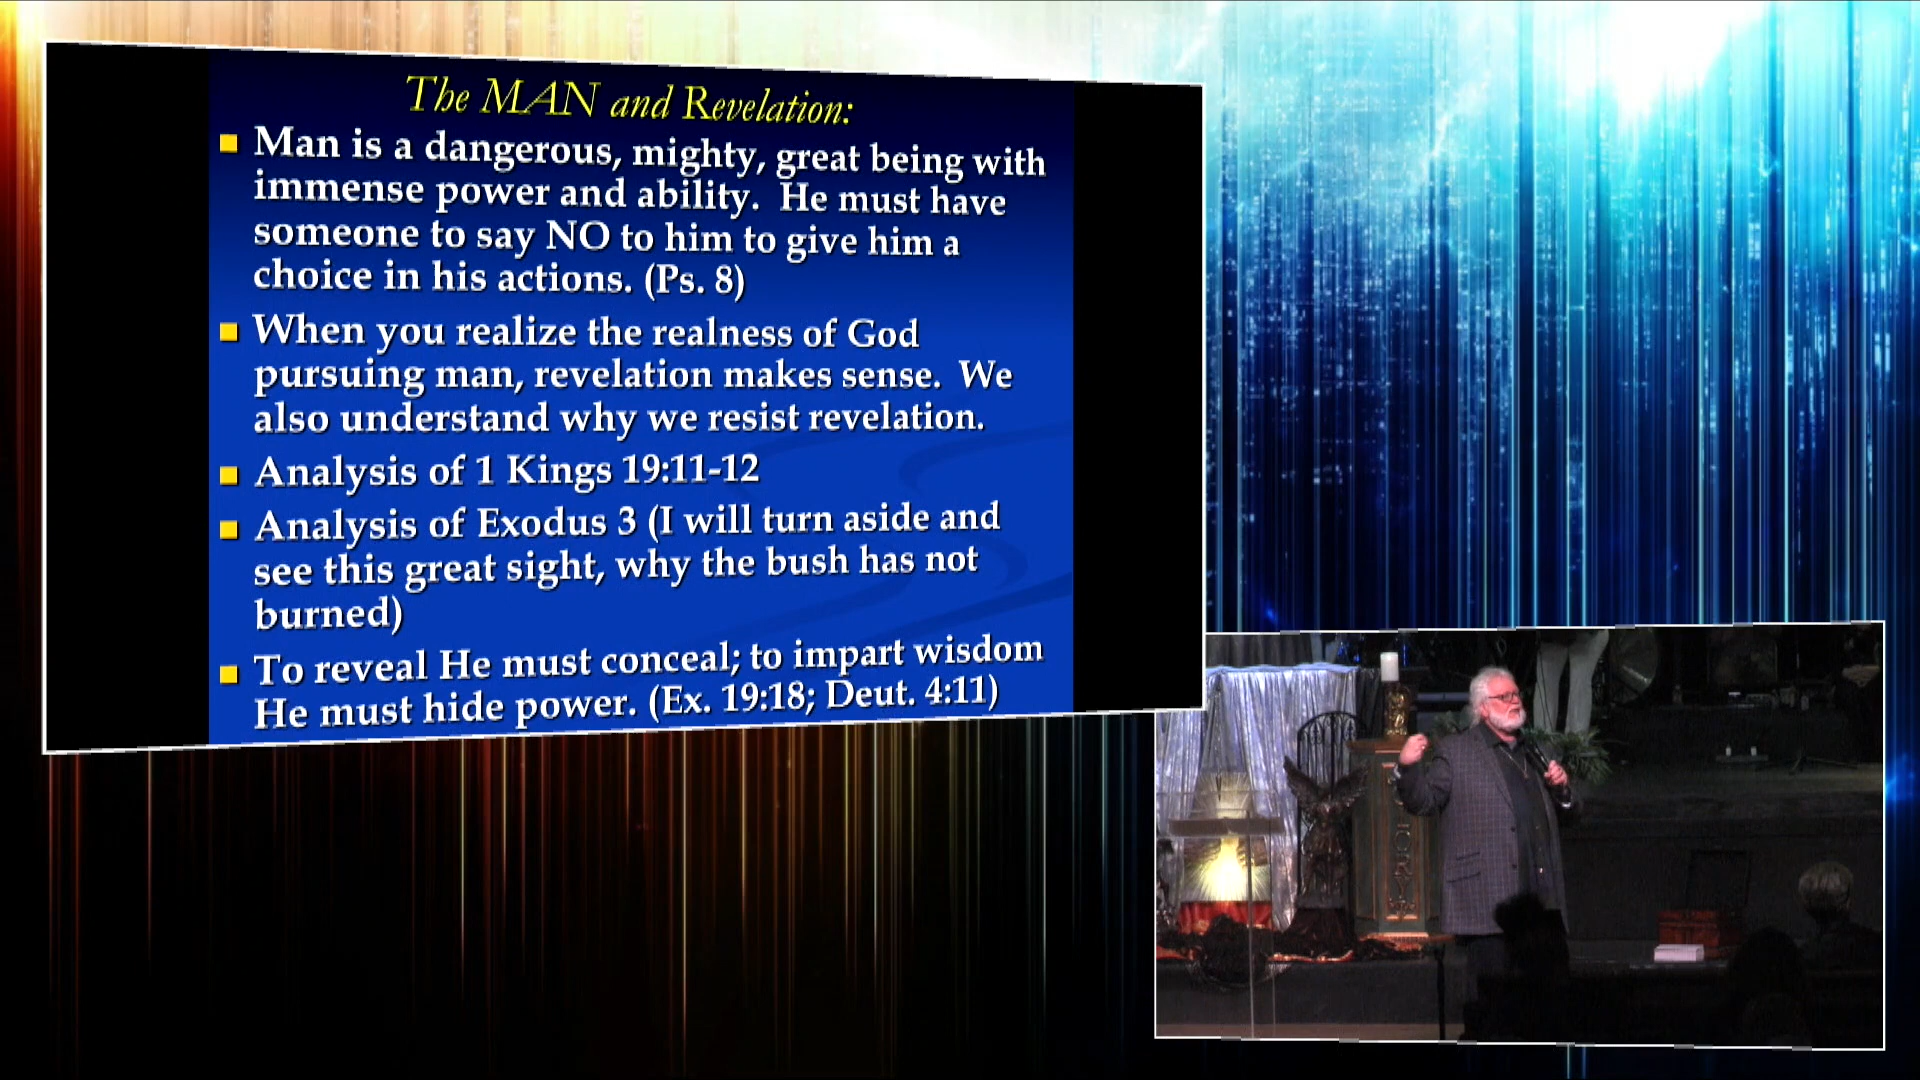 The MAN and Revelation:
Man is a dangerous, mighty, great being with
immense power and ability. He must have
someone to say NO to him to give him a
choice in his actions. (Ps. 8)
When you realize the realness of God
pursuing man, revelation makes sense. We
also understand why we resist revelation.
Analysis of 1 Kings 19:11-12
Analysis of Exodus 3 (I will turn aside and
see this great sight, why the bush has not
burned)
To reveal He must conceal; to impart wisdom
He must hide power. (Ex. 19:18; Deut. 4:11)